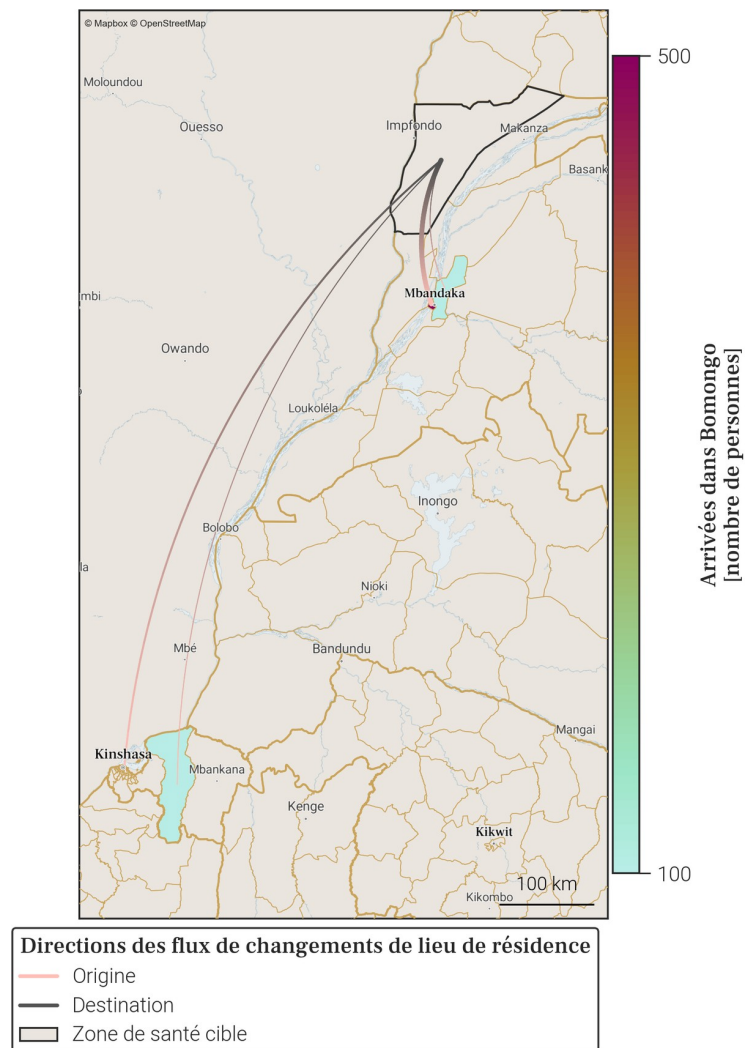 © Mapbox © OpenStreetMap
500
Moloundou
Ouesso
Impfondo
Makanza
Basank
mbi
Mbandaka
Owando
Loukoléla
Inongo
Bolobo
la
Nioki
Mbé
Bandundu
Mangai
Kinshasa
Mbankana
Kenge
Kikwit
100 km
Kikombo
100
Arrivées dans Bomongo
[nombre de personnes]
Directions des flux de changements de lieu de résidence
Origine
Destination
Zone de santé cible